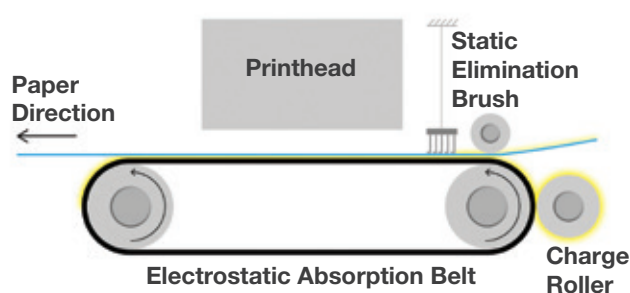 Printhead
Static
Elimination
Brush
Paper
Direction
Electrostatic Absorption Belt
Charge
Roller